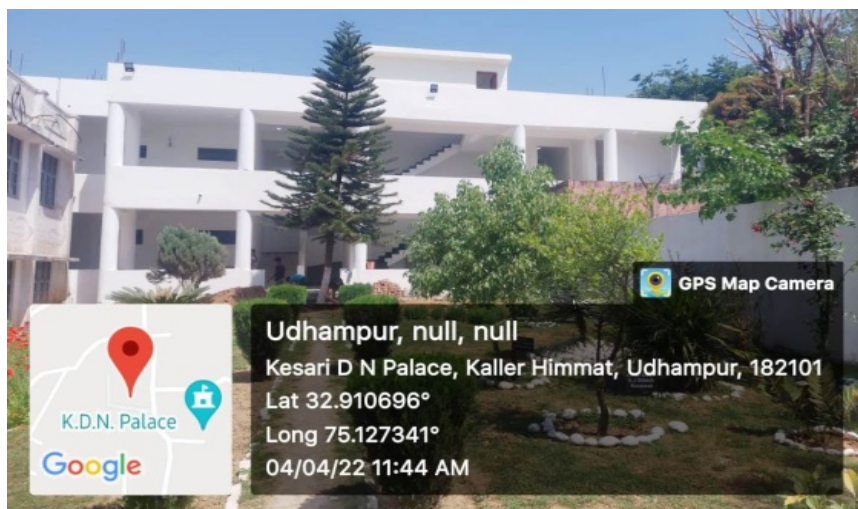 GPS Map Camera
Udhampur, null, null
Kesari D N Palace, Kaller Himmat, Udhampur, 182101
Lat 32.910696°
Long 75.127341°
04/04/22 11:44 AM
K.D.N. Palace
Google